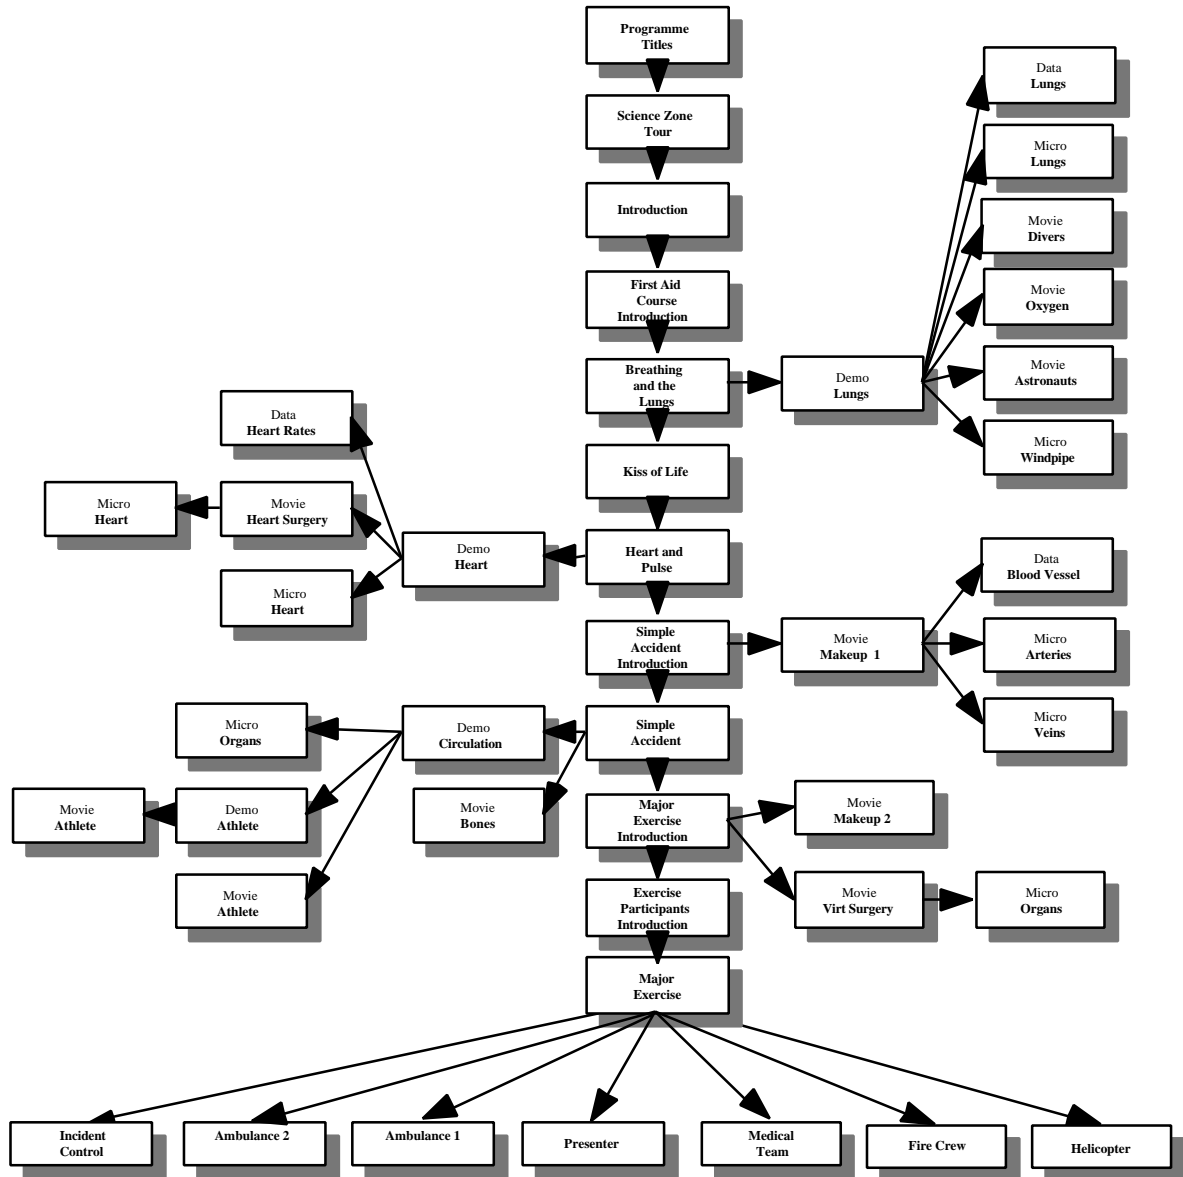 Programme
Titles
Science Zone
Tour
Introduction
First Aid
Course
Introduction
Breathing
and the
Lungs
Demo
Lungs
Data
Lungs
Micro
Lungs
Movie
Divers
Movie
Oxygen
Movie
Astronauts
Micro
Windpipe
Kiss of Life
Heart and
Pulse
Demo
Heart
Data
Heart Rates
Movie
Heart Surgery
Micro
Heart
Micro
Heart
Simple
Accident
Introduction
Movie
Makeup 1
Data
Blood Vessel
Micro
Arteries
Micro
Veins
Simple
Accident
Demo
Circulation
Micro
Organs
Demo
Athlete
Movie
Athlete
Movie
Athlete
Movie
Bones
Major
Exercise
Introduction
Movie
Makeup 2
Movie
Virt Surgery
Micro
Organs
Exercise
Participants
Introduction
Major
Exercise
Incident
Control
Ambulance 2
Ambulance 1
Presenter
Medical
Team
Fire Crew
Helicopter